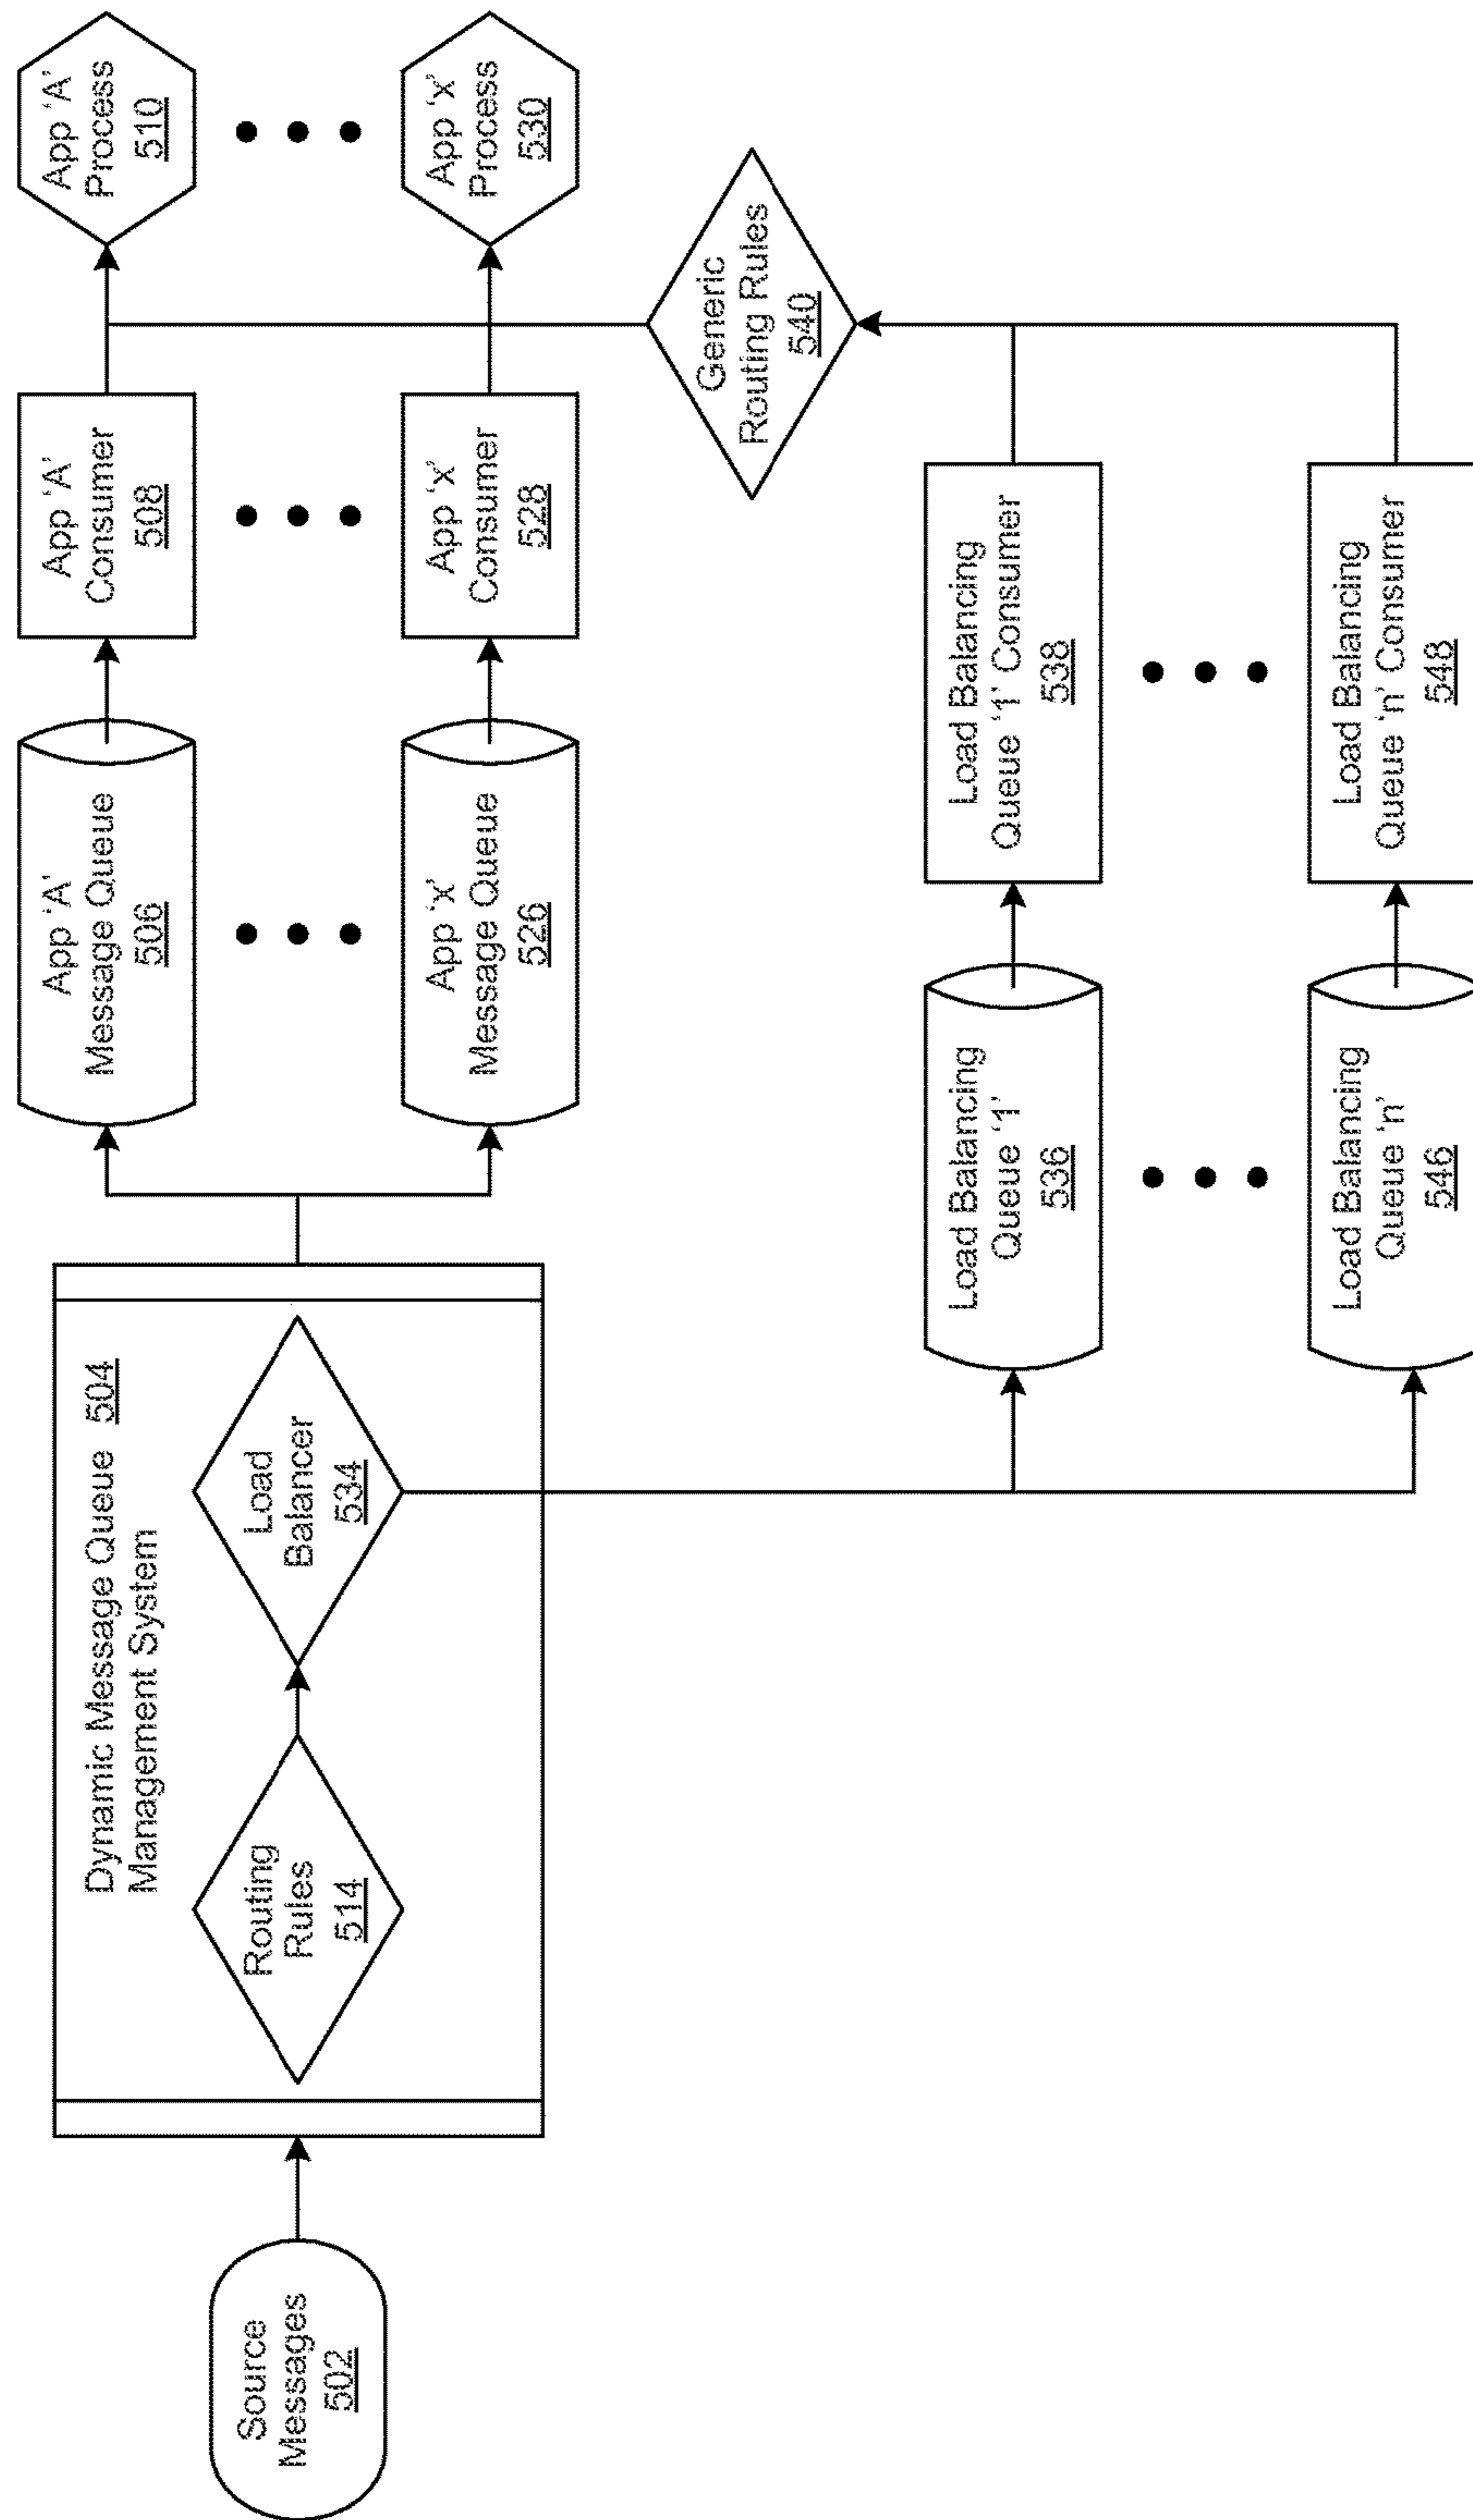 Source
Messages
502
Dynamic Message Queue 504
Management System
Routing
Rules
514
Load
Balancer
534
App ‘A’
Message Queue
506
App ‘A’
Consumer
508
App ‘A’
Process
510
App ‘x’
Message Queue
526
App ‘x’
Consumer
528
App ‘x’
Process
530
Generic
Routing Rules
540
Load Balancing
Queue ‘1’
536
Load Balancing
Queue ‘1’ Consumer
538
Load Balancing
Queue ‘n’
546
Load Balancing
Queue ‘n’ Consumer
548